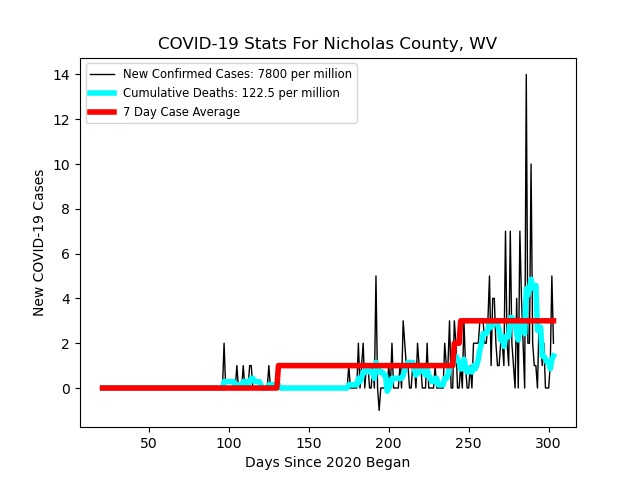 COVID-19 Stats For Nicholas County, WV
New Confirmed Cases: 7800 per million
Cumulative Deaths: 122.5 per million
7 Day Case Average
New COVID-19 Cases
14
12
10
8
6
4
2
0
50 100 150 200 250 300
Days Since 2020 Began